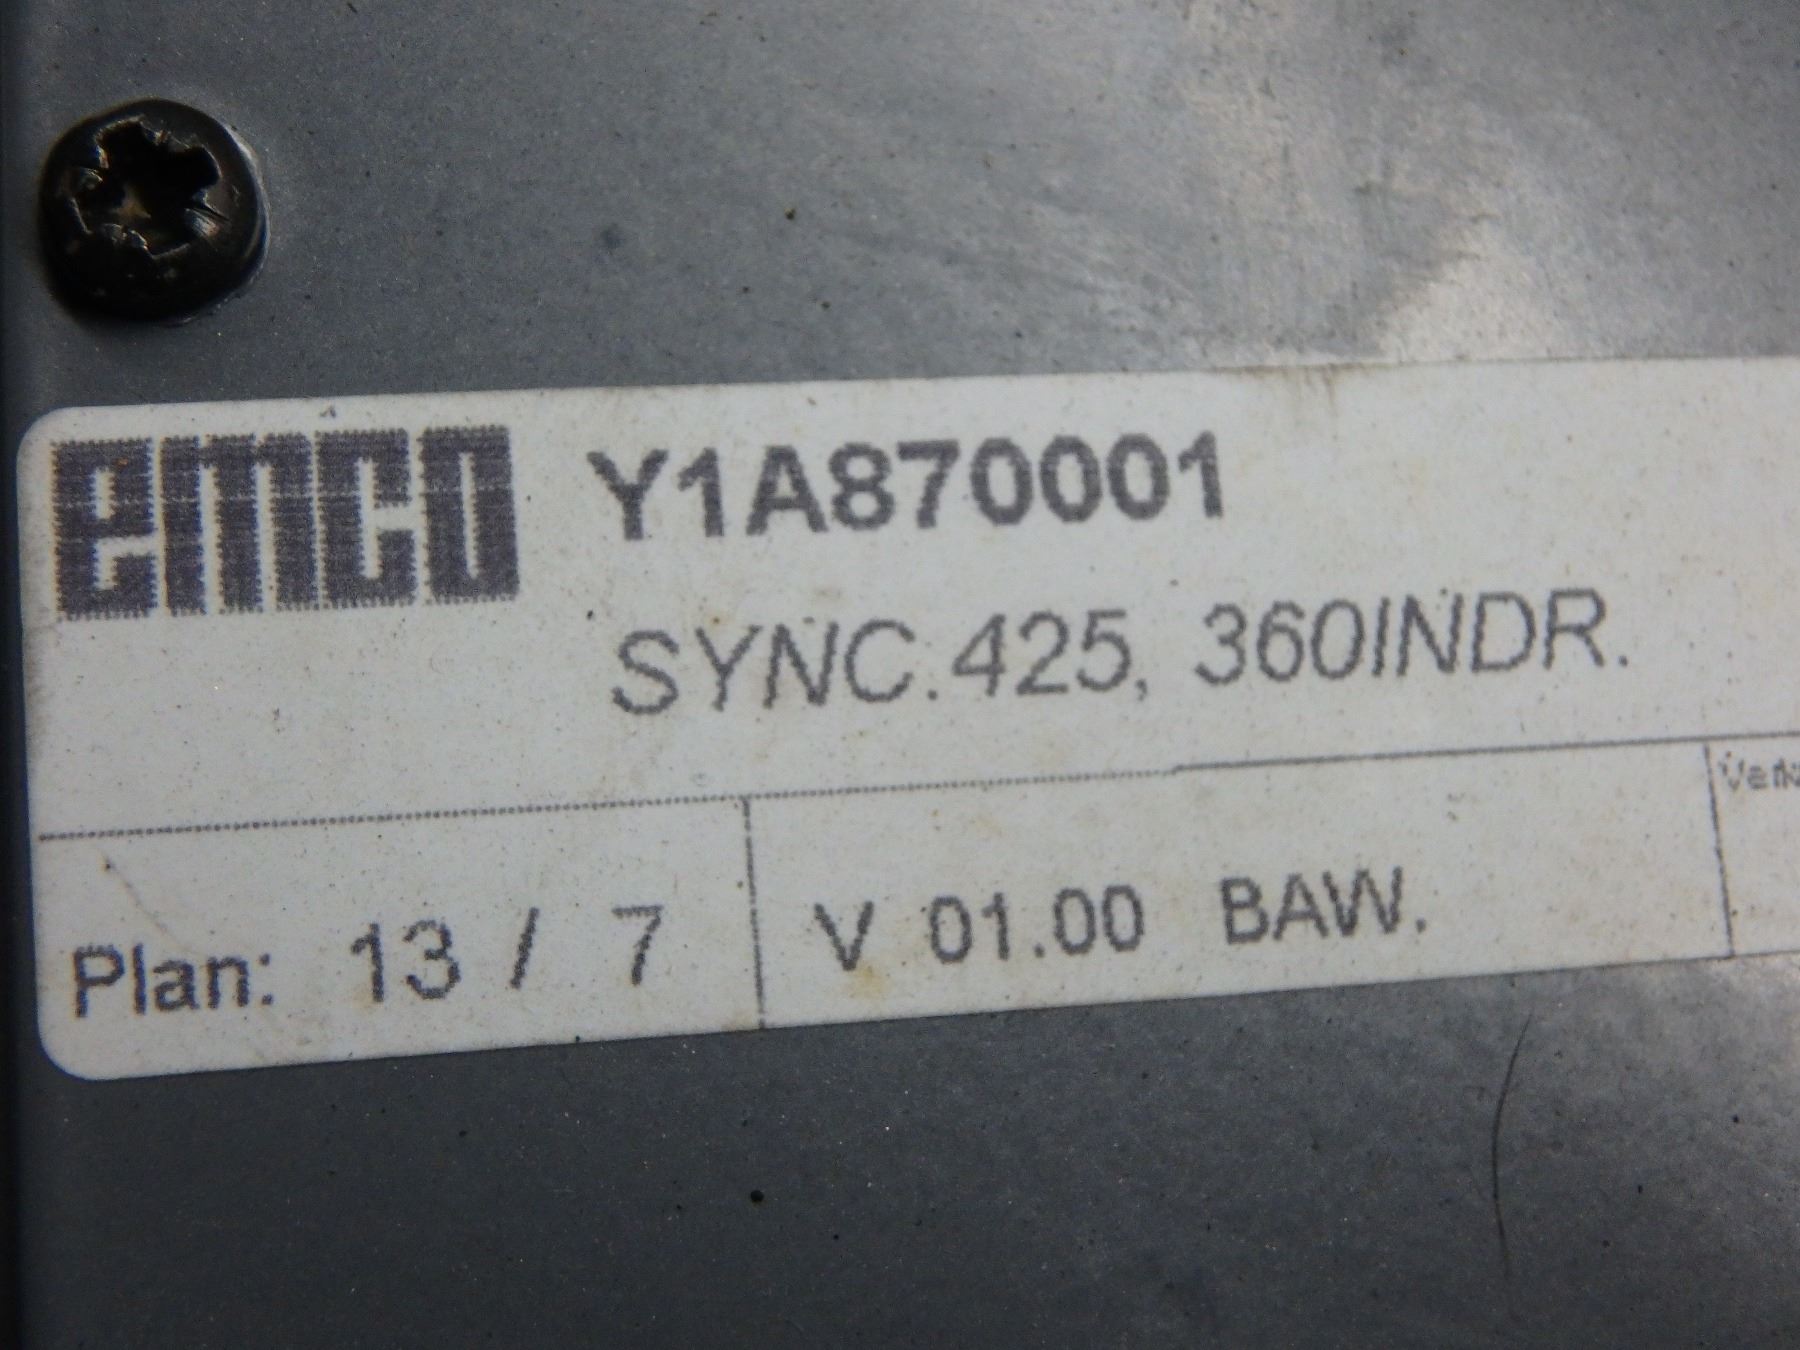 emco Y1A870001
SYNC.425, 360INDR.
Plan: 13 / 7 V 01.00 BAW.